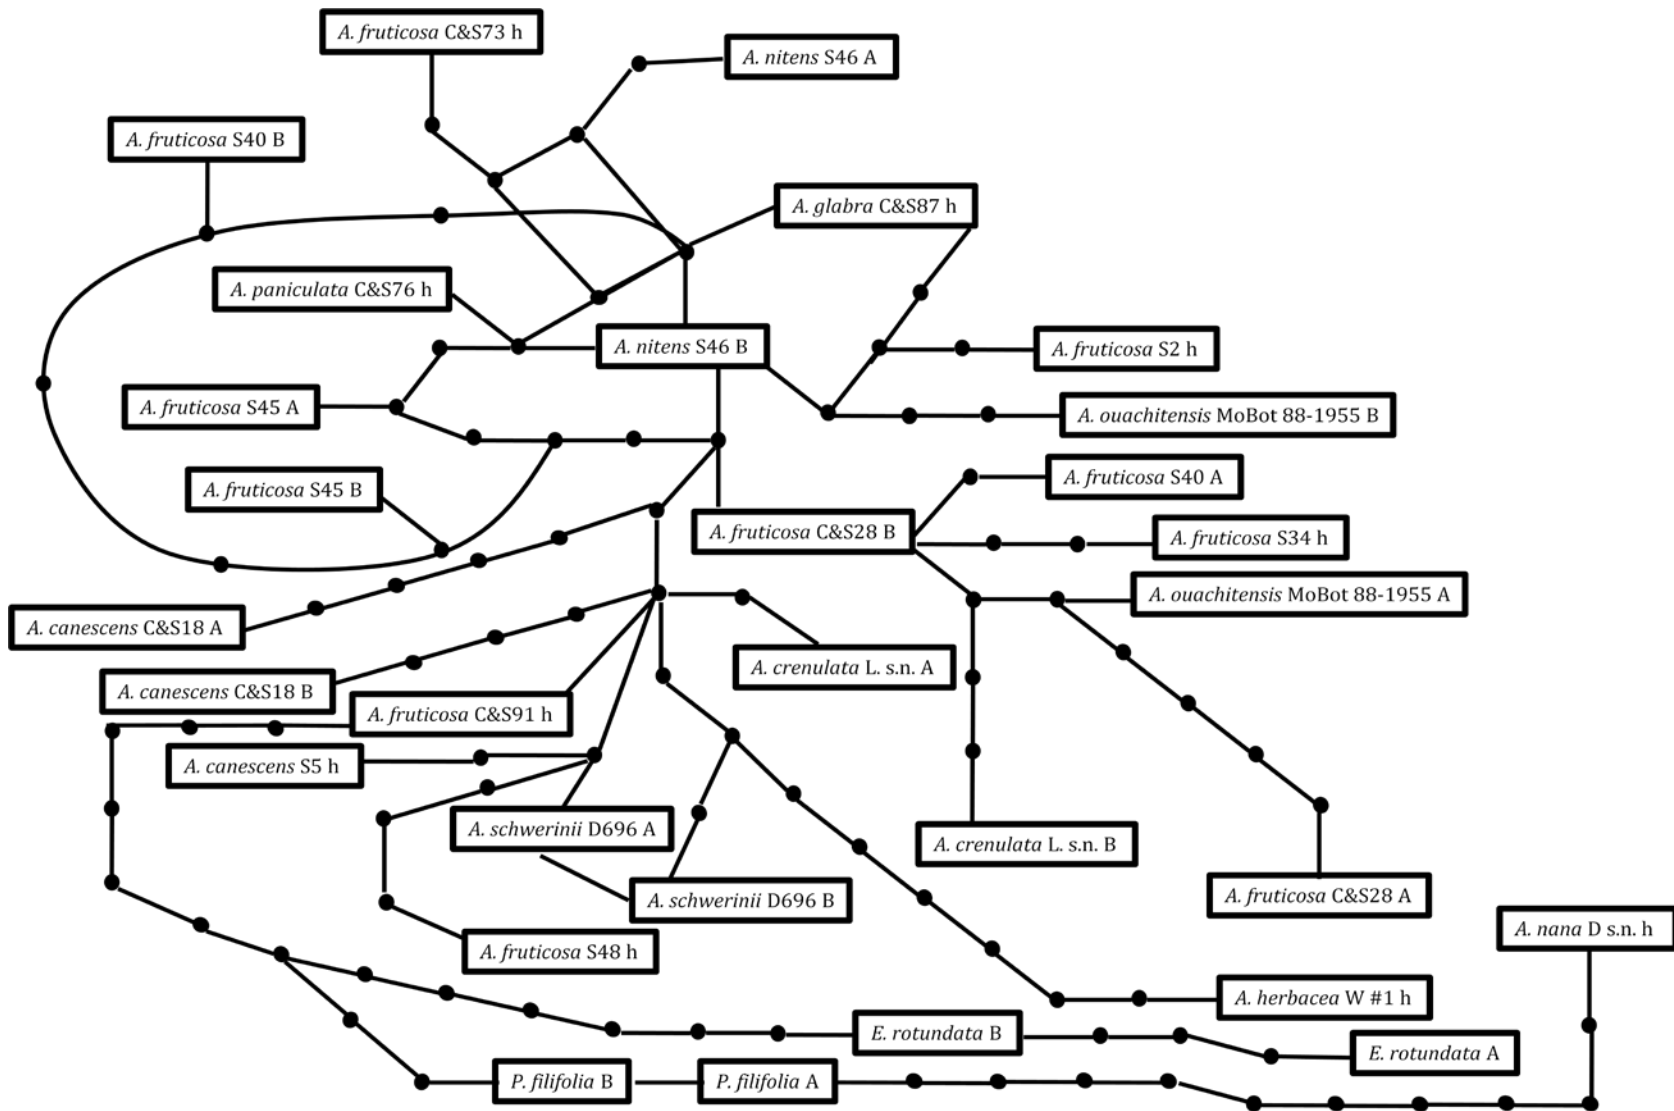 A. fruticosa C&S73 h
A. nitens S46 A
A. fruticosa S40 B
A. glabra C&S87 h
A. paniculata C&S76 h
A. nitens S46 B
A. fruticosa S2 h
A. fruticosa S45 A
A. ouachitensis MoBot 88-1955 B
A. fruticosa S40 A
A. fruticosa S45 B
A. fruticosa C&S28 B
A. fruticosa S34 h
A. ouachitensis MoBot 88-1955 A
A. canescens C&S18 A
A. crenulata L. s.n. A
A. canescens C&S18 B
A. fruticosa C&S91 h
A. canescens S5 h
A. schwerinii D696 A
A. crenulata L. s.n. B
A. fruticosa C&S28 A
A. schwerinii D696 B
A. nana D s.n. h
A. fruticosa S48 h
A. herbacea W #1 h
E. rotundata B
E. rotundata A
P. filifolia B
P. filifolia A